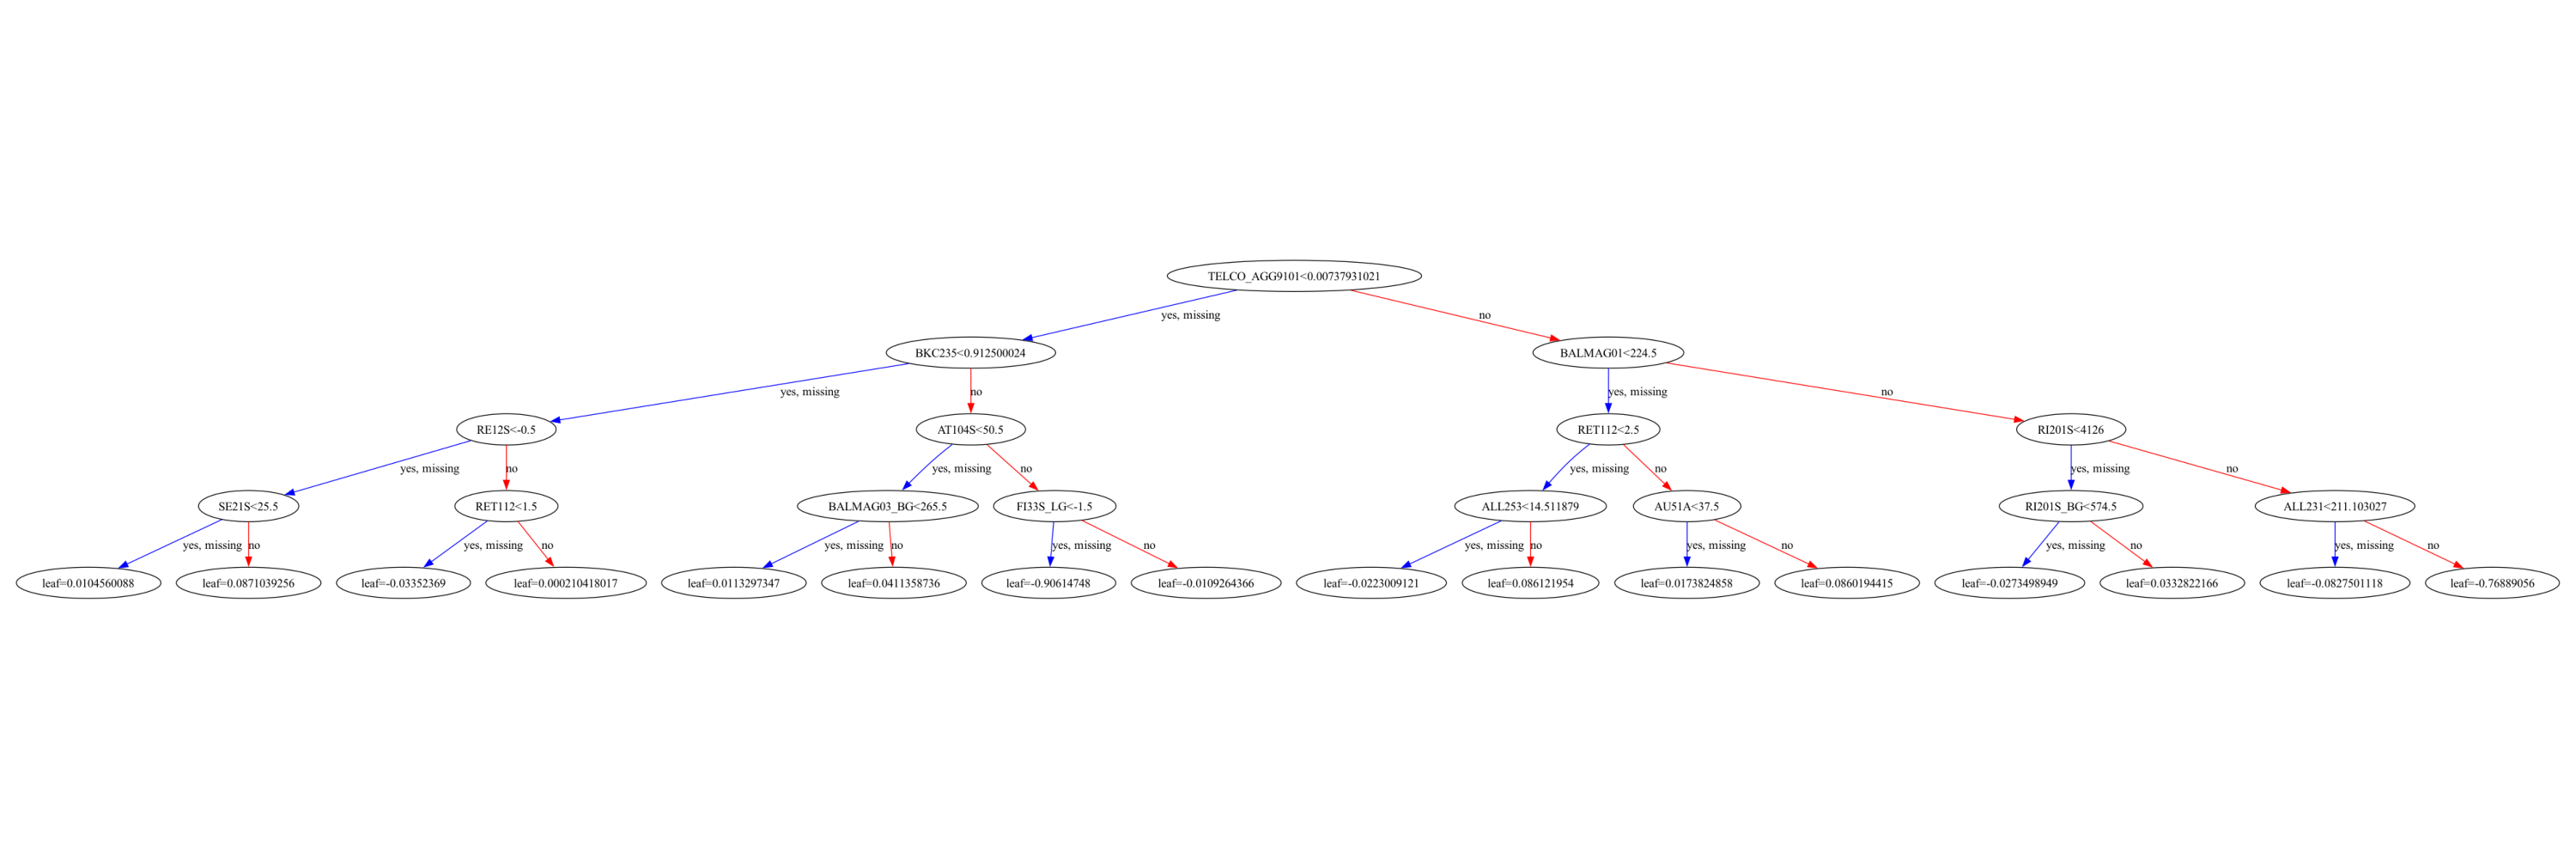 TELCO_AGG9101<0.00737931021
yes, missing
no
BKC235<0.912500024
BALMAG01<224.5
yes, missing
no
yes, missing
no
RE12S<-0.5
AT104S<50.5
RET112<2.5
RI201S<4126
yes, missing
no
yes, missing
no
yes, missing
no
yes, missing
no
SE21S<25.5
RET112<1.5
BALMAG03_BG<265.5
FI33S_LG<-1.5
ALL253<14.511879
AU51A<37.5
RI201S_BG<574.5
ALL231<211.103027
yes, missing
no
yes, missing
no
yes, missing
no
yes, missing
no
yes, missing
no
yes, missing
no
yes, missing
no
yes, missing
no
leaf=0.0104560088
leaf=0.0871039256
leaf=-0.03352369
leaf=0.000210418017
leaf=0.0113297347
leaf=0.0411358736
leaf=-0.90614748
leaf=-0.0109264366
leaf=-0.0223009121
leaf=0.086121954
leaf=0.0173824858
leaf=0.0860194415
leaf=-0.0273498949
leaf=0.0332822166
leaf=-0.0827501118
leaf=-0.76889056